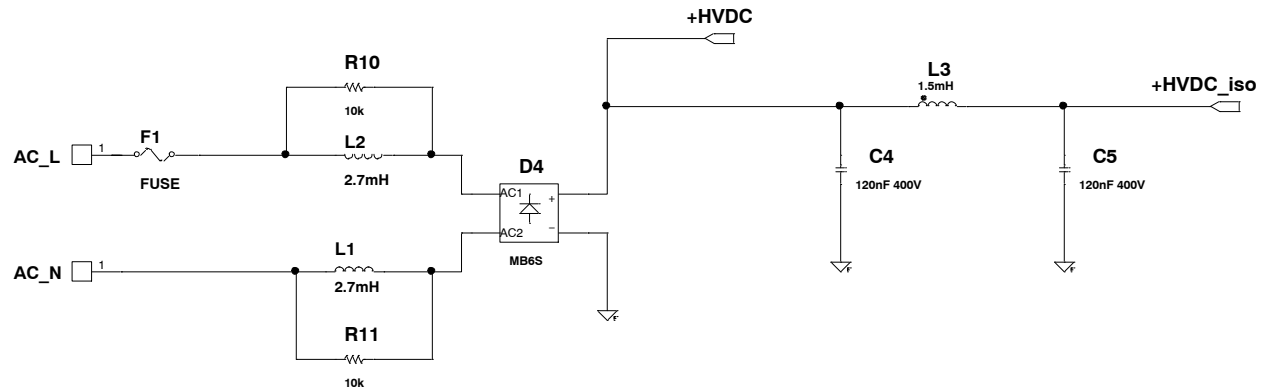 +HVDC
R10
10k
L3
1.5mH
+HVDC_iso
AC_L
1
F1
FUSE
L2
2.7mH
D4
AC1
+
AC2
−
MB6S
C4
120nF 400V
C5
120nF 400V
AC_N
1
L1
2.7mH
R11
10k